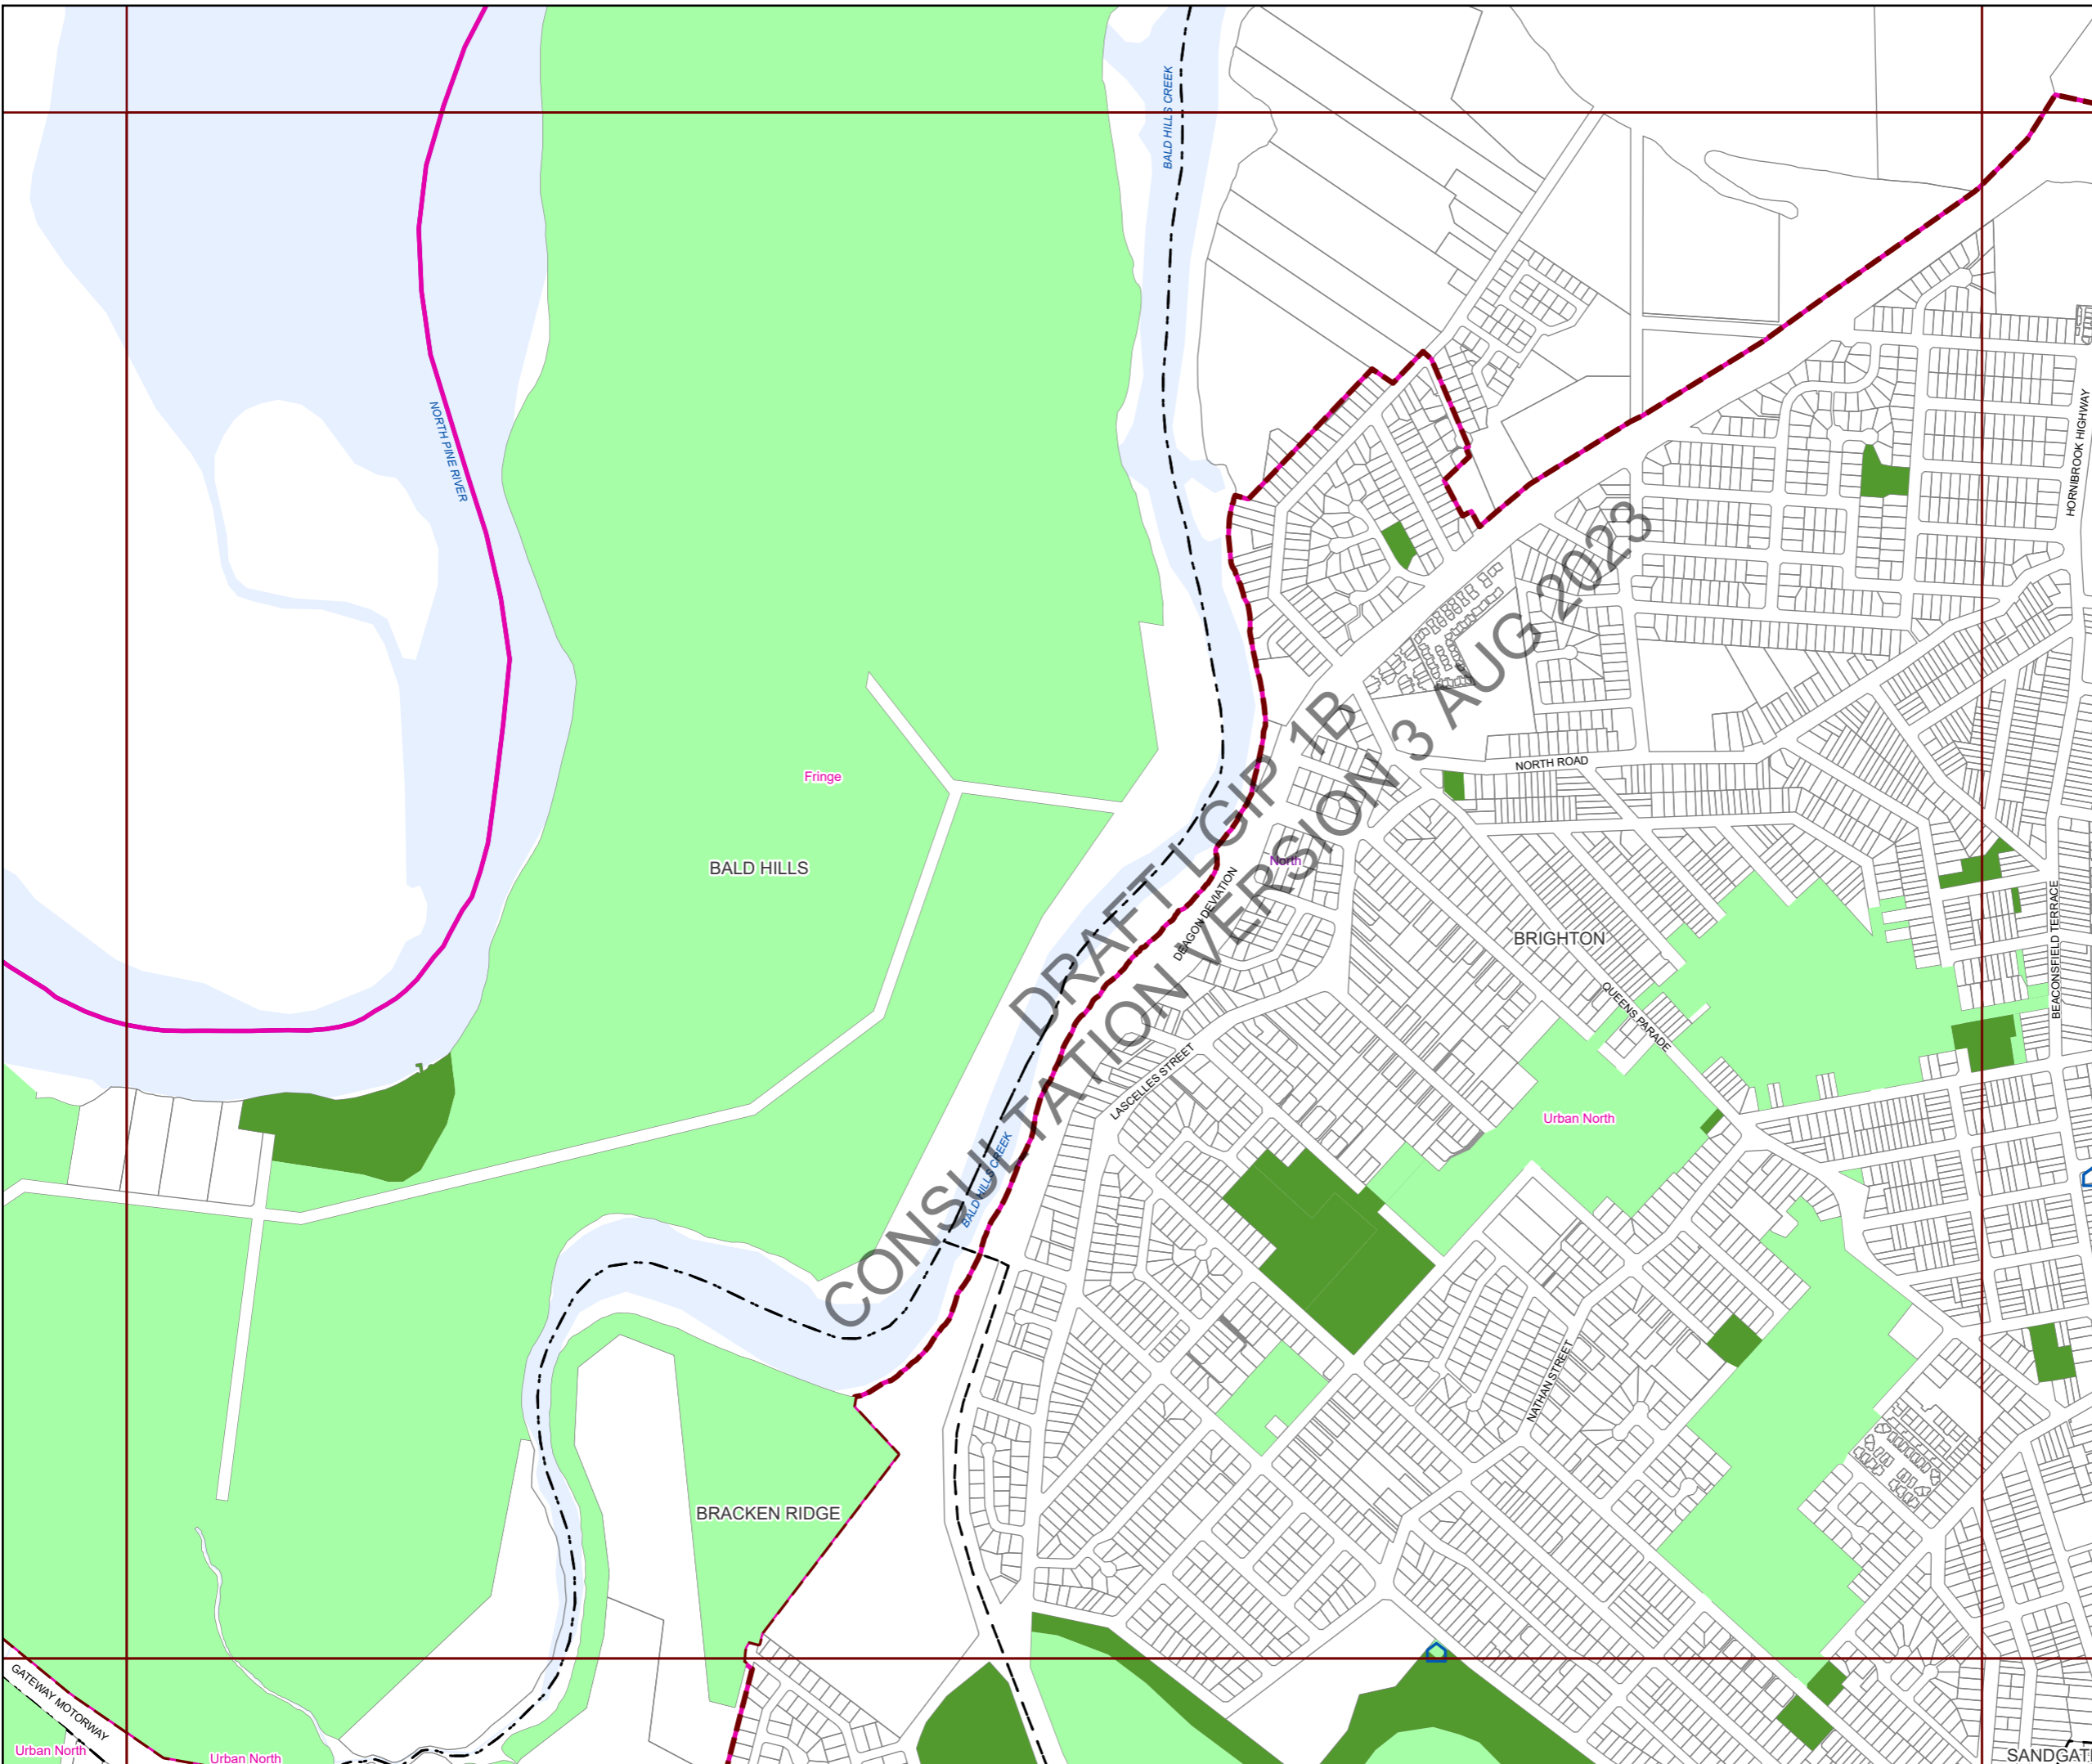 BALD HILLS CREEK
NORTH PINE RIVER
HORNIBROOK HIGHWAY
DRAFT LGIP 1B
CONSULTATION VERSION 3 AUG 2023
NORTH ROAD
Fringe
BALD HILLS
North
DEAGON DEVIATION
BRIGHTON
BEACONSFIELD TERRACE
QUEENS PARADE
LASCELLES STREET
Urban North
BALD HILLS CREEK
NATHAN STREET
BRACKEN RIDGE
GATEWAY MOTORWAY
Urban North
Urban North